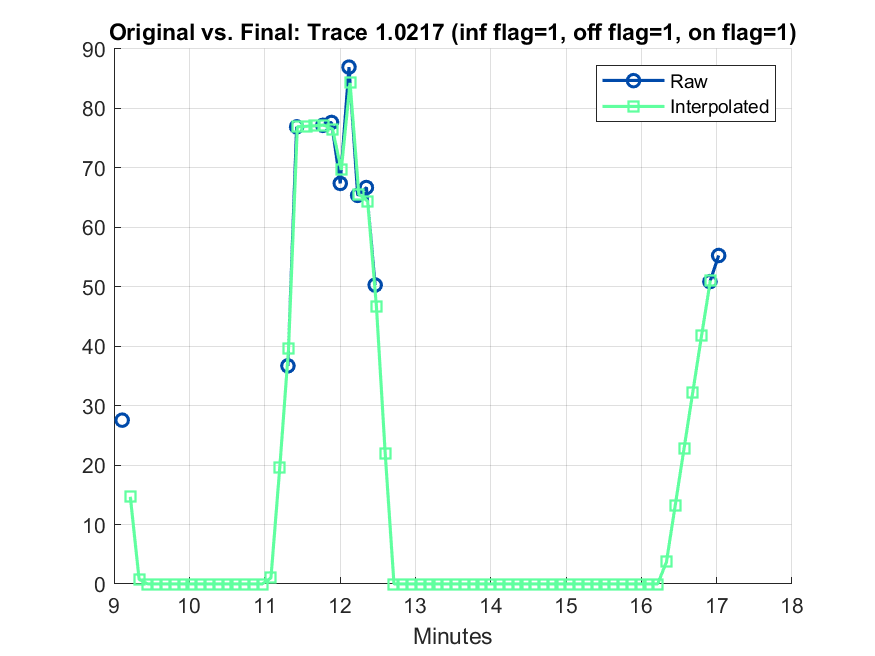 Original vs. Final: Trace 1.0217 (inf flag=1, off flag=1, on flag=1)
90
80
70
60
50
40
30
20
10
0
Raw
Interpolated
9 10 11 12 13 14 15 16 17 18
Minutes